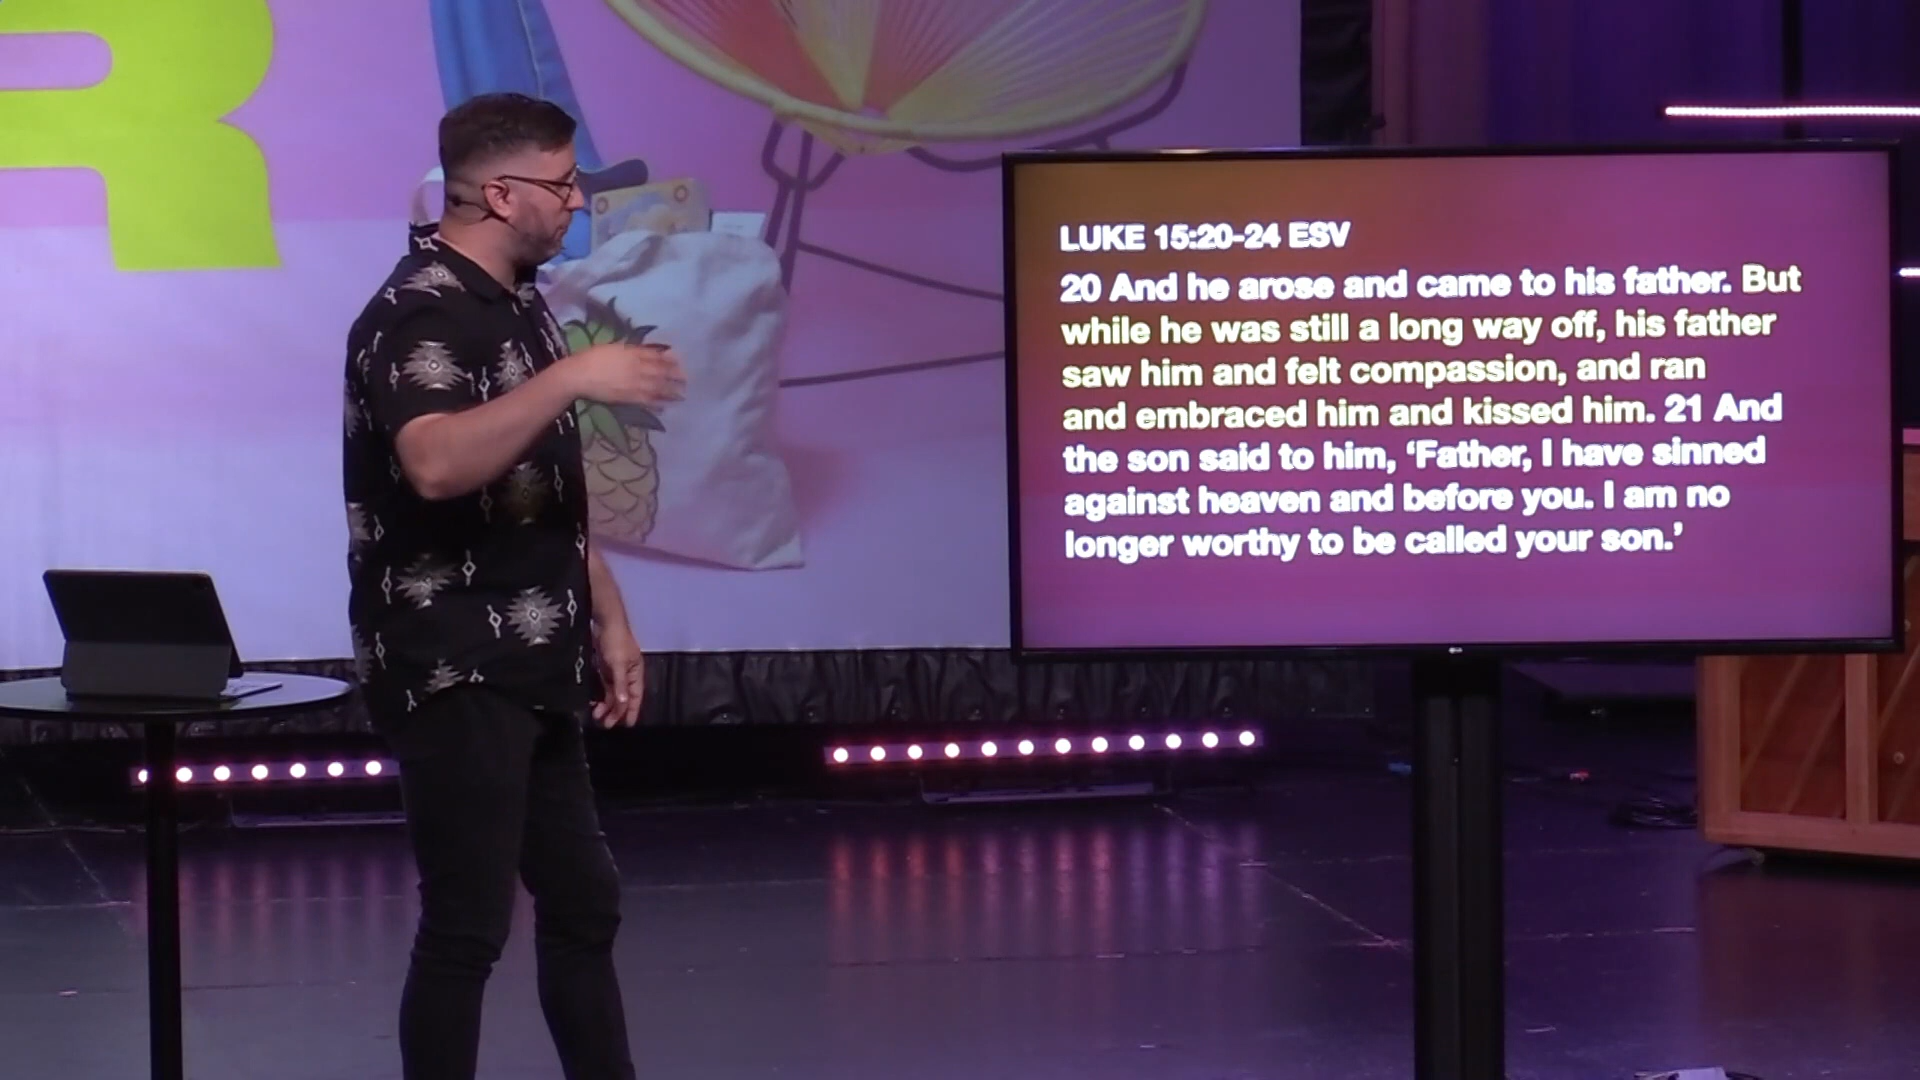 R
LUKE 15:20-24 ESV
20 And he arose and came to his father. But
while he was still a long way off, his father
saw him and felt compassion, and ran
and embraced him and kissed him. 21 And
the son said to him, ‘Father, I have sinned
against heaven and before you. I am no
longer worthy to be called your son.’